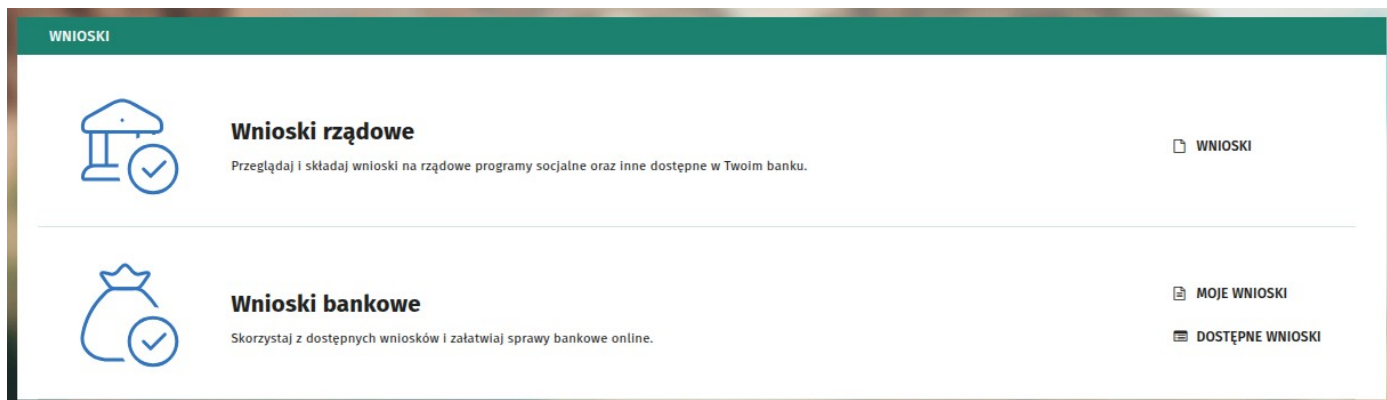 WNIOSKI
Wnioski rządowe
Przeglądaj i składaj wnioski na rządowe programy socjalne oraz inne dostępne w Twoim banku.
WNIOSKI
Wnioski bankowe
Skorzystaj z dostępnych wniosków i załatwiaj sprawy bankowe online.
MOJE WNIOSKI
DOSTĘPNE WNIOSKI